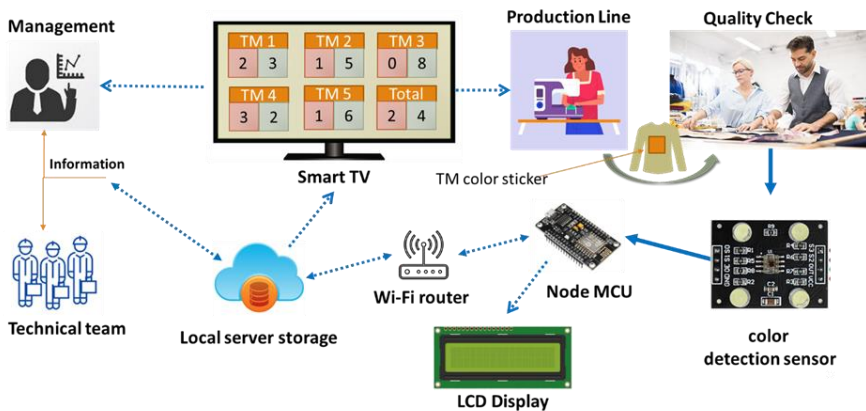 Management
Production Line
Quality Check
TM 1
TM 2
TM 3
2 3
1 5
0 8
TM 4
TM 5
Total
3 2
1 6
2 4
Smart TV
Information
TM color sticker
Technical team
Local server storage
Wi-Fi router
Node MCU
LCD Display
color
detection sensor
R9
C2